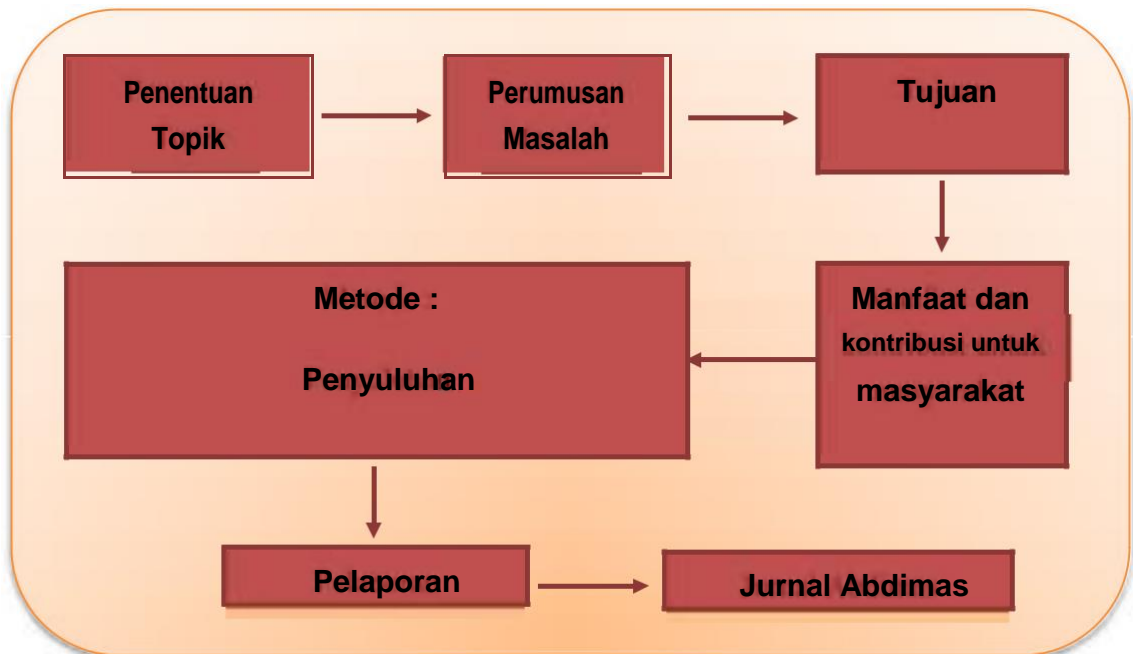 Penentuan
Topik
Perumusan
Masalah
Tujuan
Manfaat dan
kontribusi untuk
masyarakat
Metode :
Penyuluhan
Pelaporan
Jurnal Abdimas